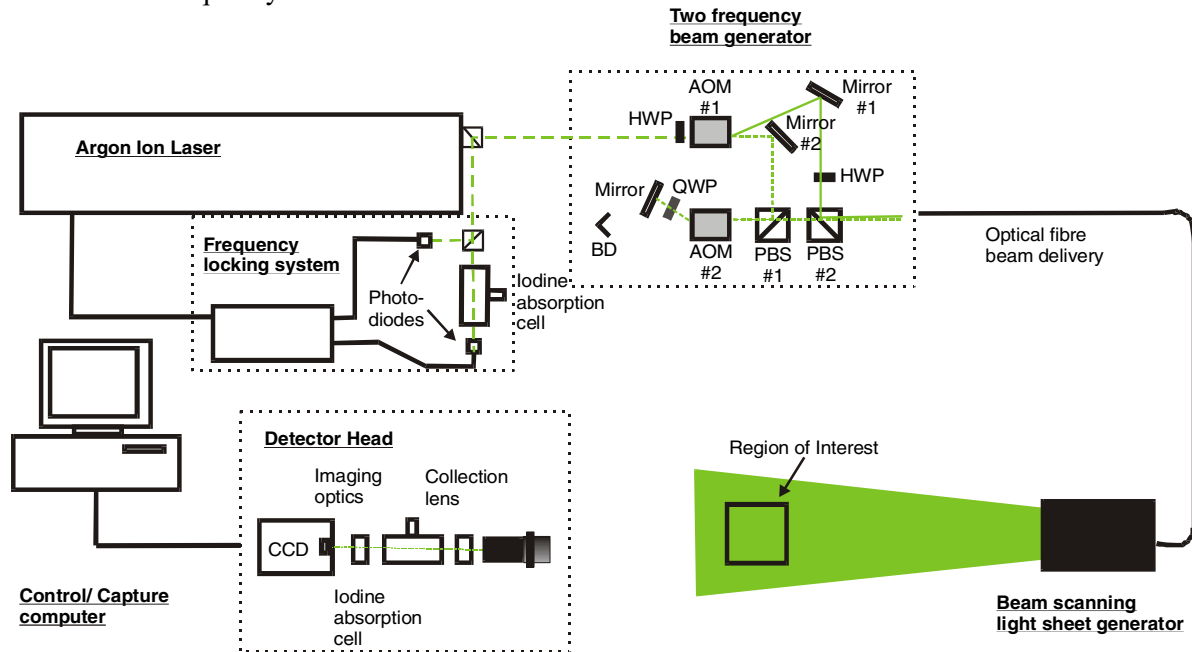 Two frequency
beam generator
AOM
#1
Mirror
#1
HWP
Mirror
#2
Argon Ion Laser
HWP
Mirror
QWP
BD
AOM
#2
PBS
#1
PBS
#2
Optical fibre
beam delivery
Frequency
locking system
Photo-
diodes
Iodine
absorption
cell
Detector Head
Imaging
optics
Collection
lens
CCD
Iodine
absorption
cell
Region of Interest
Control/ Capture
computer
Beam scanning
light sheet generator